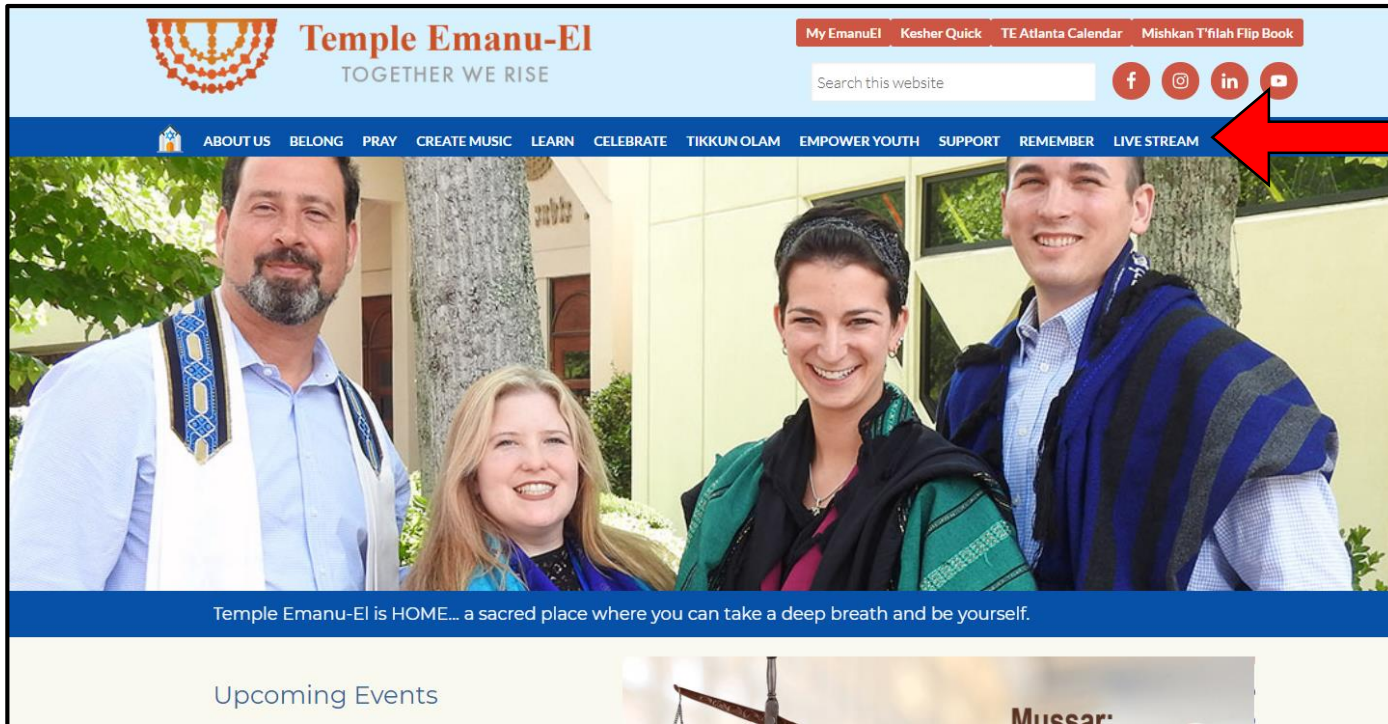 Temple Emanu-El
TOGETHER WE RISE
My EmanuEl Kesher Quick TE Atlanta Calendar Mishkan T'filah Flip Book
Search this website
ABOUT US BELONG PRAY CREATE MUSIC LEARN CELEBRATE TIKKUN OLAM EMPOWER YOUTH SUPPORT REMEMBER LIVE STREAM
Temple Emanu-El is HOME... a sacred place where you can take a deep breath and be yourself.
Upcoming Events
Mussar: